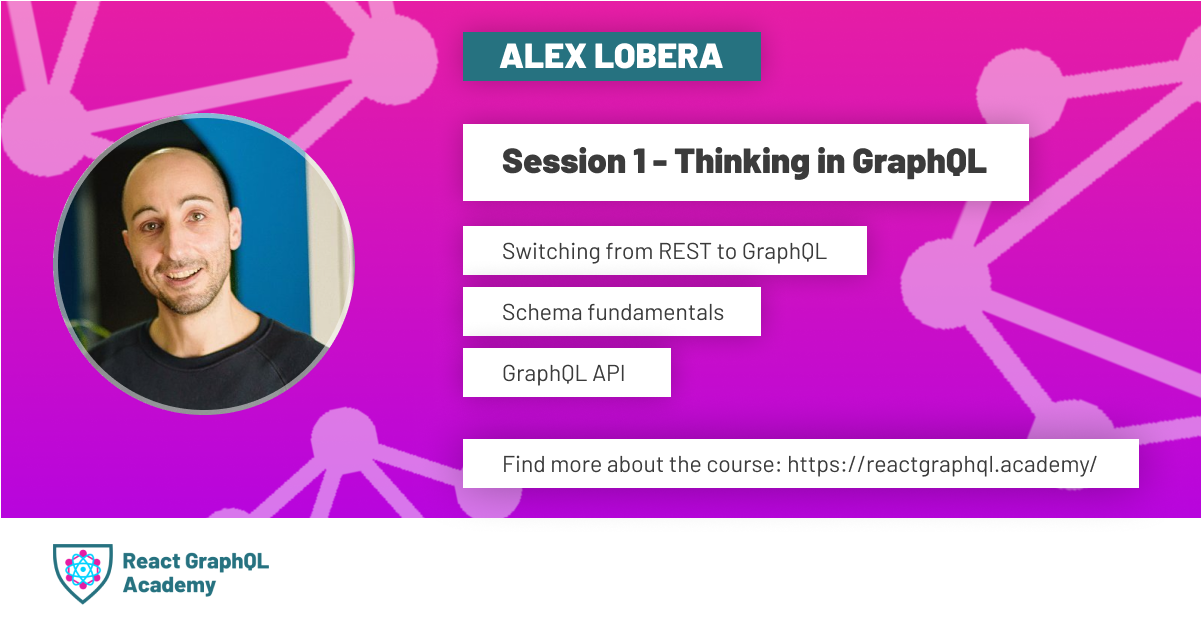 ALEX LOBERA
Session 1 - Thinking in GraphQL
Switching from REST to GraphQL
Schema fundamentals
GraphQL API
Find more about the course: https://reactgraphql.academy/
React GraphQL
Academy